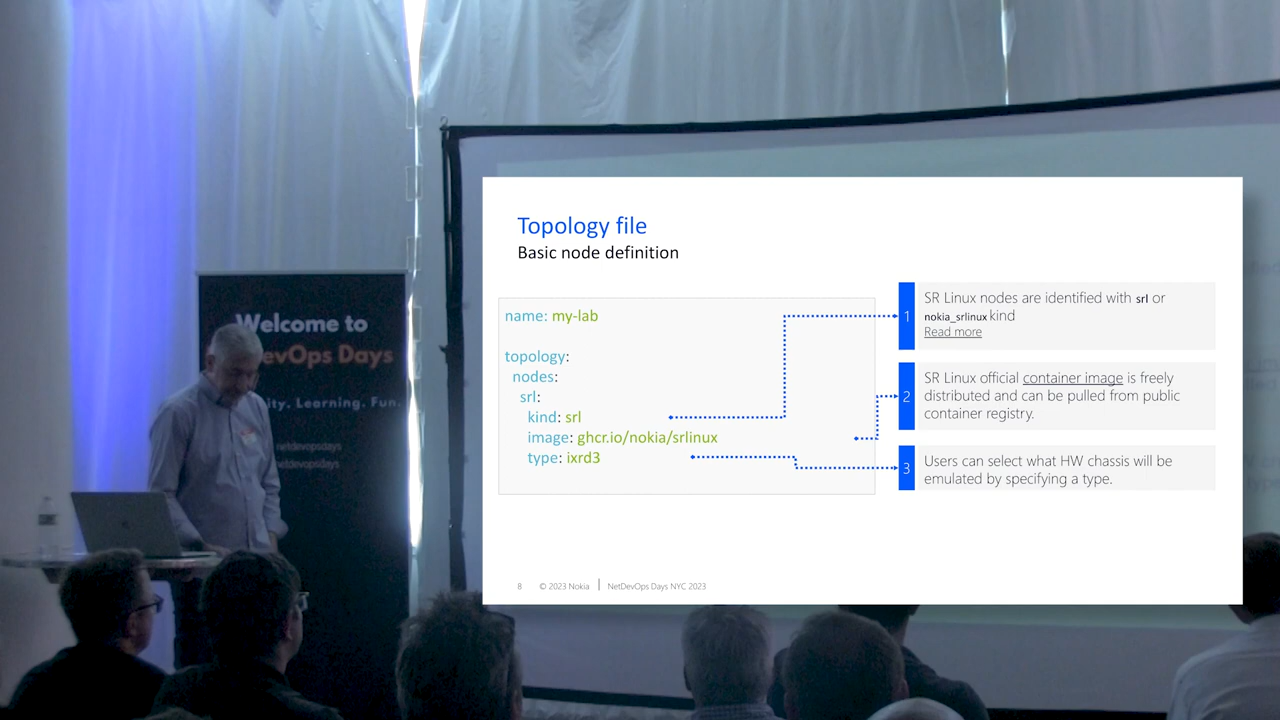 Welcome to
evOps Days
ity. Learning. Fun.
netdevopsdays
netdevopsdays
Topology file
Basic node definition
name: my-lab
topology:
nodes:
srl:
kind: srl
image: ghcr.io/nokia/srlinux
type: ixrd3
1
SR Linux nodes are identified with srl or
nokia_srlinux kind
Read more
2
SR Linux official container image is freely
distributed and can be pulled from public
container registry.
3
Users can select what HW chassis will be
emulated by specifying a type.
8 © 2023 Nokia | NetDevOps Days NYC 2023